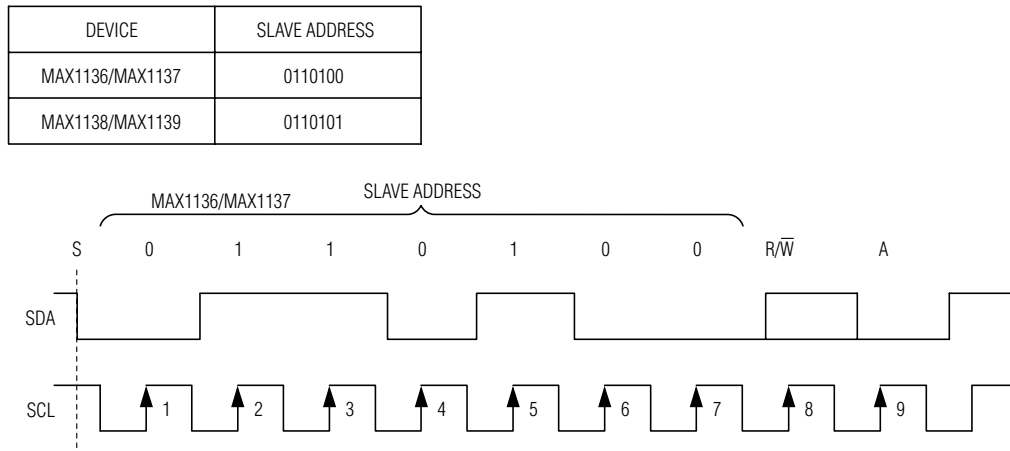 DEVICE SLAVE ADDRESS
MAX1136/MAX1137 0110100
MAX1138/MAX1139 0110101
SLAVE ADDRESS
MAX1136/MAX1137
S 0 1 1 0 1 0 0 R/W̅ A
SDA
SCL 1 2 3 4 5 6 7 8 9